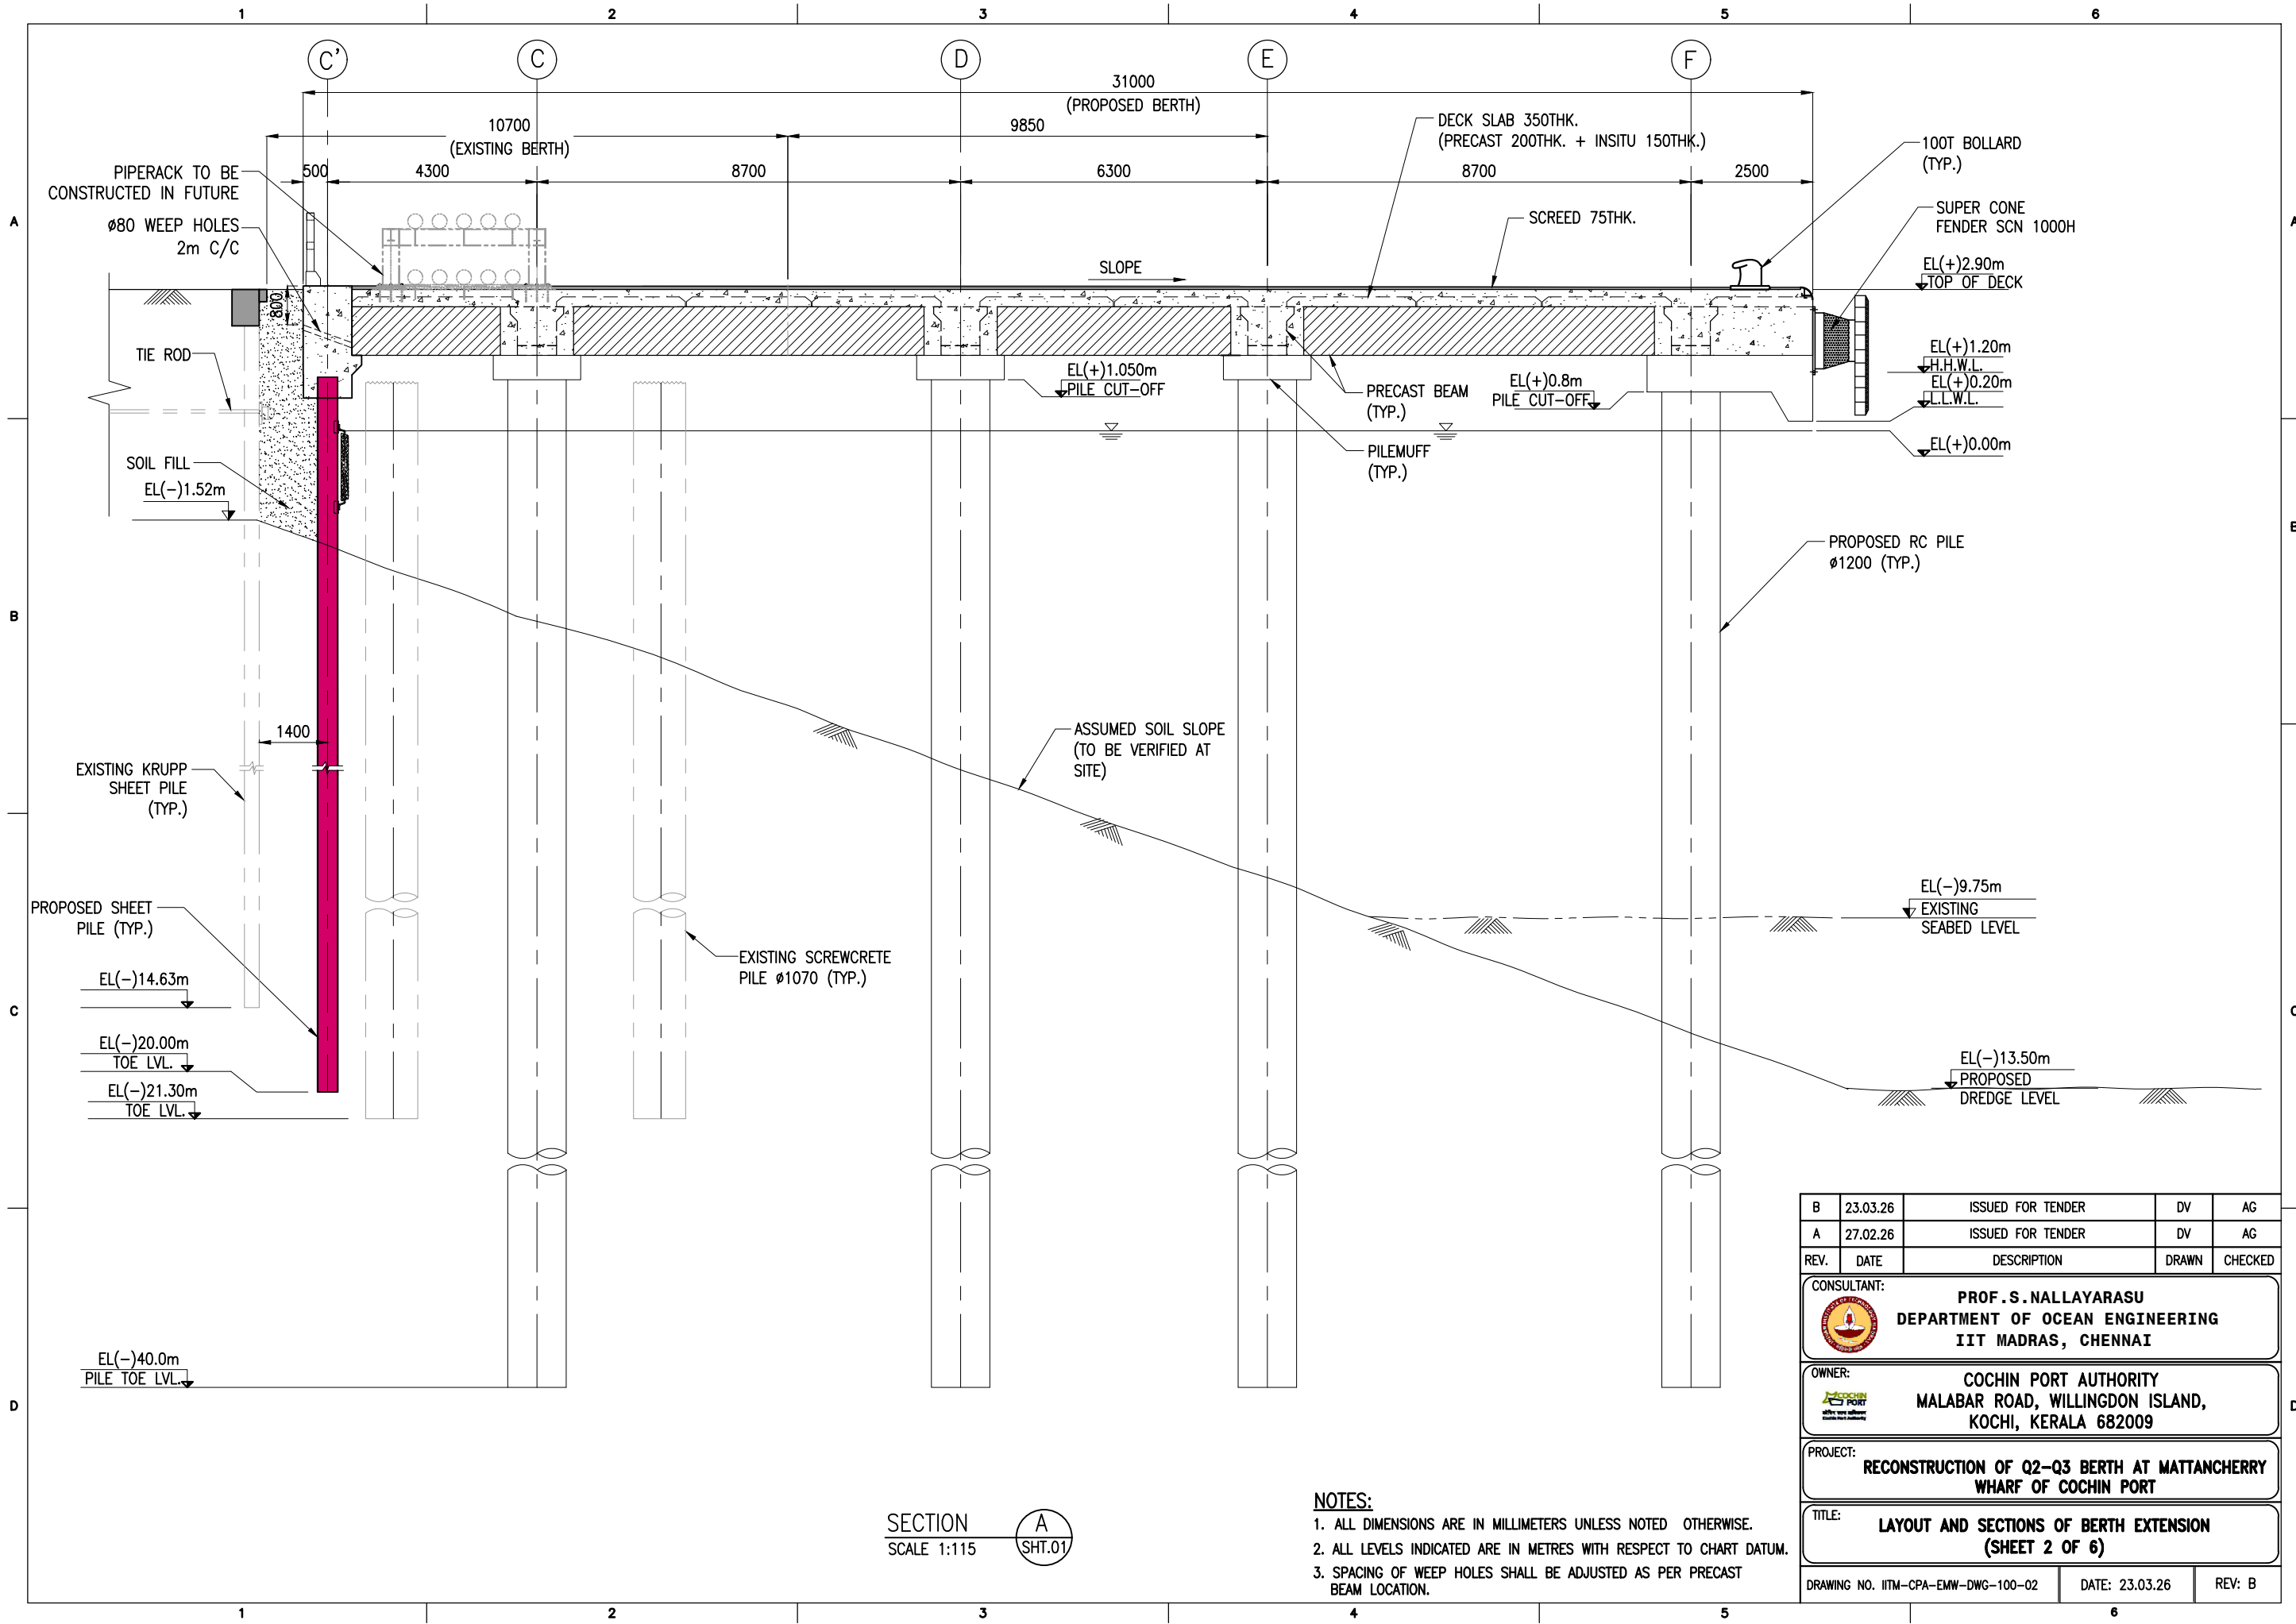 1 2 3 4 5 6
C' C D E F
31000
(PROPOSED BERTH)
10700
(EXISTING BERTH)
9850
500 4300 8700 6300 8700 2500
PIPERACK TO BE
CONSTRUCTED IN FUTURE
ø80 WEEP HOLES
2m C/C
DECK SLAB 350THK.
(PRECAST 200THK. + INSITU 150THK.)
100T BOLLARD
(TYP.)
SCREED 75THK.
SUPER CONE
FENDER SCN 1000H
A
A
SLOPE
EL(+)2.90m
TOP OF DECK
800
TIE ROD
EL(+)1.050m
PILE CUT-OFF
PRECAST BEAM
(TYP.)
EL(+)0.8m
PILE CUT-OFF
EL(+)1.20m
H.H.W.L.
EL(+)0.20m
L.L.W.L.
EL(+)0.00m
PILEMUFF
(TYP.)
SOIL FILL
EL(-)1.52m
PROPOSED RC PILE
ø1200 (TYP.)
B
B
1400
ASSUMED SOIL SLOPE
(TO BE VERIFIED AT
SITE)
EXISTING KRUPP
SHEET PILE
(TYP.)
PROPOSED SHEET
PILE (TYP.)
EXISTING SCREWCRETE
PILE ø1070 (TYP.)
EL(-)9.75m
EXISTING
SEABED LEVEL
EL(-)14.63m
C
C
EL(-)20.00m
TOE LVL.
EL(-)21.30m
TOE LVL.
EL(-)13.50m
PROPOSED
DREDGE LEVEL
EL(-)40.0m
PILE TOE LVL.
D
D
SECTION
SCALE 1:115
A
SHT.01
NOTES:
1. ALL DIMENSIONS ARE IN MILLIMETERS UNLESS NOTED OTHERWISE.
2. ALL LEVELS INDICATED ARE IN METRES WITH RESPECT TO CHART DATUM.
3. SPACING OF WEEP HOLES SHALL BE ADJUSTED AS PER PRECAST
BEAM LOCATION.
B 23.03.26 ISSUED FOR TENDER DV AG
A 27.02.26 ISSUED FOR TENDER DV AG
REV. DATE DESCRIPTION DRAWN CHECKED
CONSULTANT:
PROF.S.NALLAYARASU
DEPARTMENT OF OCEAN ENGINEERING
IIT MADRAS, CHENNAI
OWNER:
COCHIN
PORT
Cochin Port Authority
COCHIN PORT AUTHORITY
MALABAR ROAD, WILLINGDON ISLAND,
KOCHI, KERALA 682009
PROJECT:
RECONSTRUCTION OF Q2-Q3 BERTH AT MATTANCHERRY
WHARF OF COCHIN PORT
TITLE:
LAYOUT AND SECTIONS OF BERTH EXTENSION
(SHEET 2 OF 6)
DRAWING NO. IITM-CPA-EMW-DWG-100-02 DATE: 23.03.26 REV: B
1 2 3 4 5 6